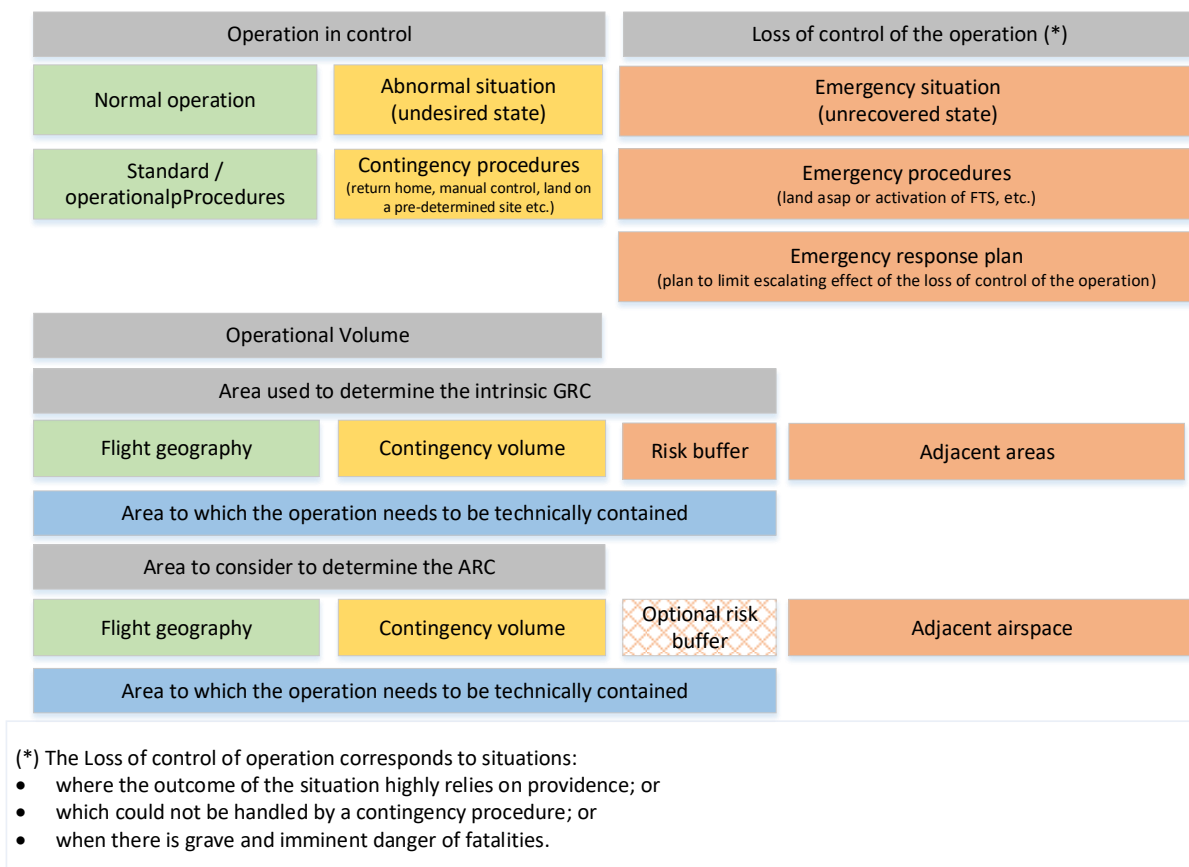 Operation in control
Loss of control of the operation (*)
Normal operation
Abnormal situation
(undesired state)
Emergency situation
(unrecovered state)
Standard /
operationalpProcedures
Contingency procedures
(return home, manual control, land on
a pre-determined site etc.)
Emergency procedures
(land asap or activation of FTS, etc.)
Emergency response plan
(plan to limit escalating effect of the loss of control of the operation)
Operational Volume
Area used to determine the intrinsic GRC
Flight geography
Contingency volume
Risk buffer
Adjacent areas
Area to which the operation needs to be technically contained
Area to consider to determine the ARC
Flight geography
Contingency volume
Optional risk
buffer
Adjacent airspace
Area to which the operation needs to be technically contained
(*) The Loss of control of operation corresponds to situations:
• where the outcome of the situation highly relies on providence; or
• which could not be handled by a contingency procedure; or
• when there is grave and imminent danger of fatalities.